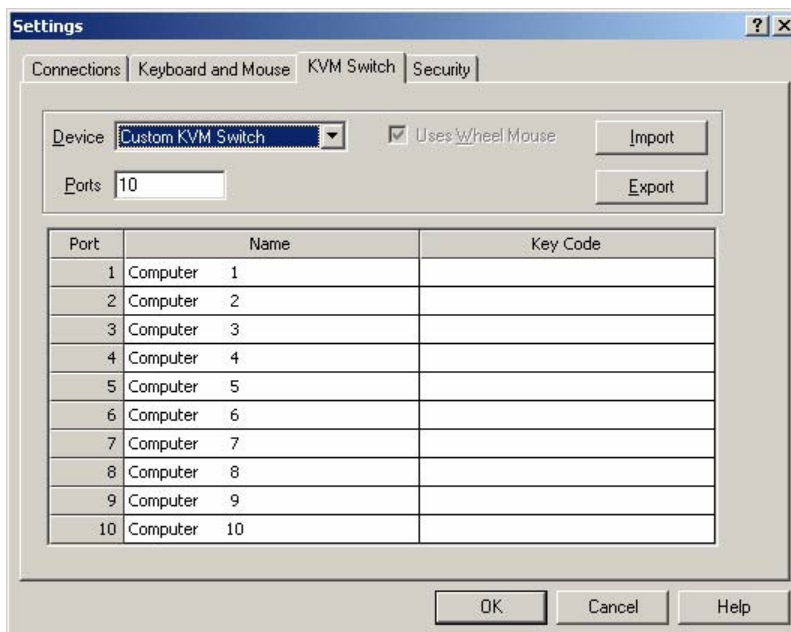 Settings
Connections Keyboard and Mouse KVM Switch Security
Device Custom KVM Switch Uses Wheel Mouse Import
Ports 10 Export
Port Name Key Code
1 Computer 1
2 Computer 2
3 Computer 3
4 Computer 4
5 Computer 5
6 Computer 6
7 Computer 7
8 Computer 8
9 Computer 9
10 Computer 10
OK Cancel Help